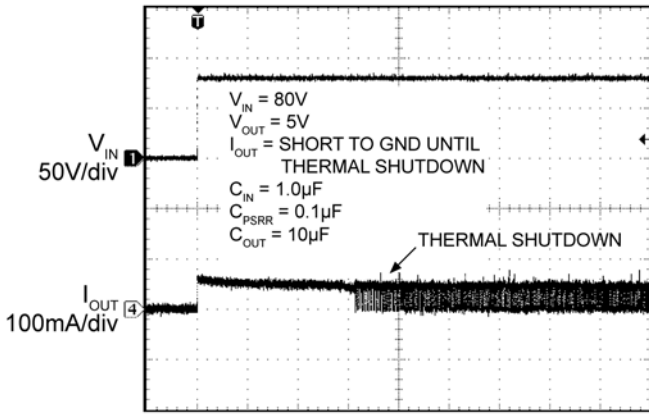 T
V_IN = 80V
V_OUT = 5V
I_OUT = SHORT TO GND UNTIL
THERMAL SHUTDOWN
C_IN = 1.0µF
C_PSRR = 0.1µF
C_OUT = 10µF
V_IN
50V/div
1
THERMAL SHUTDOWN
I_OUT
100mA/div
4